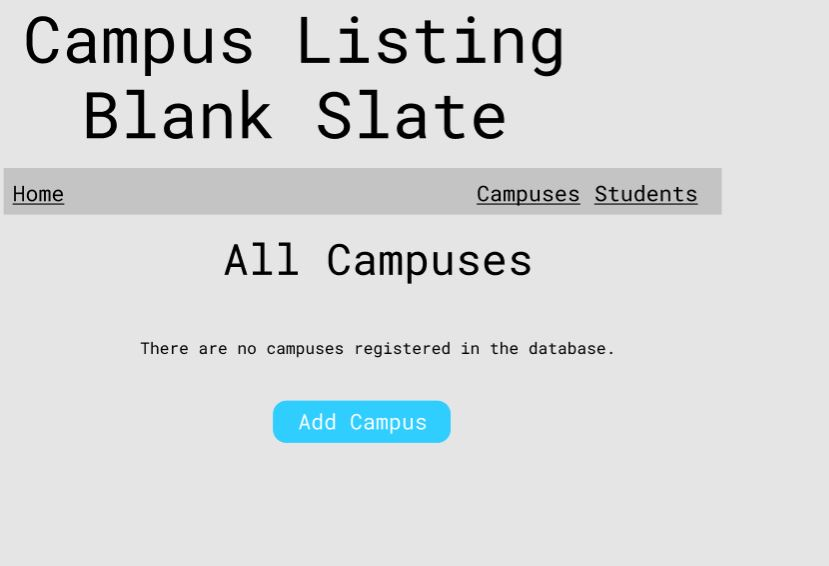 Campus Listing
Blank Slate
Home Campuses Students
All Campuses
There are no campuses registered in the database.
Add Campus